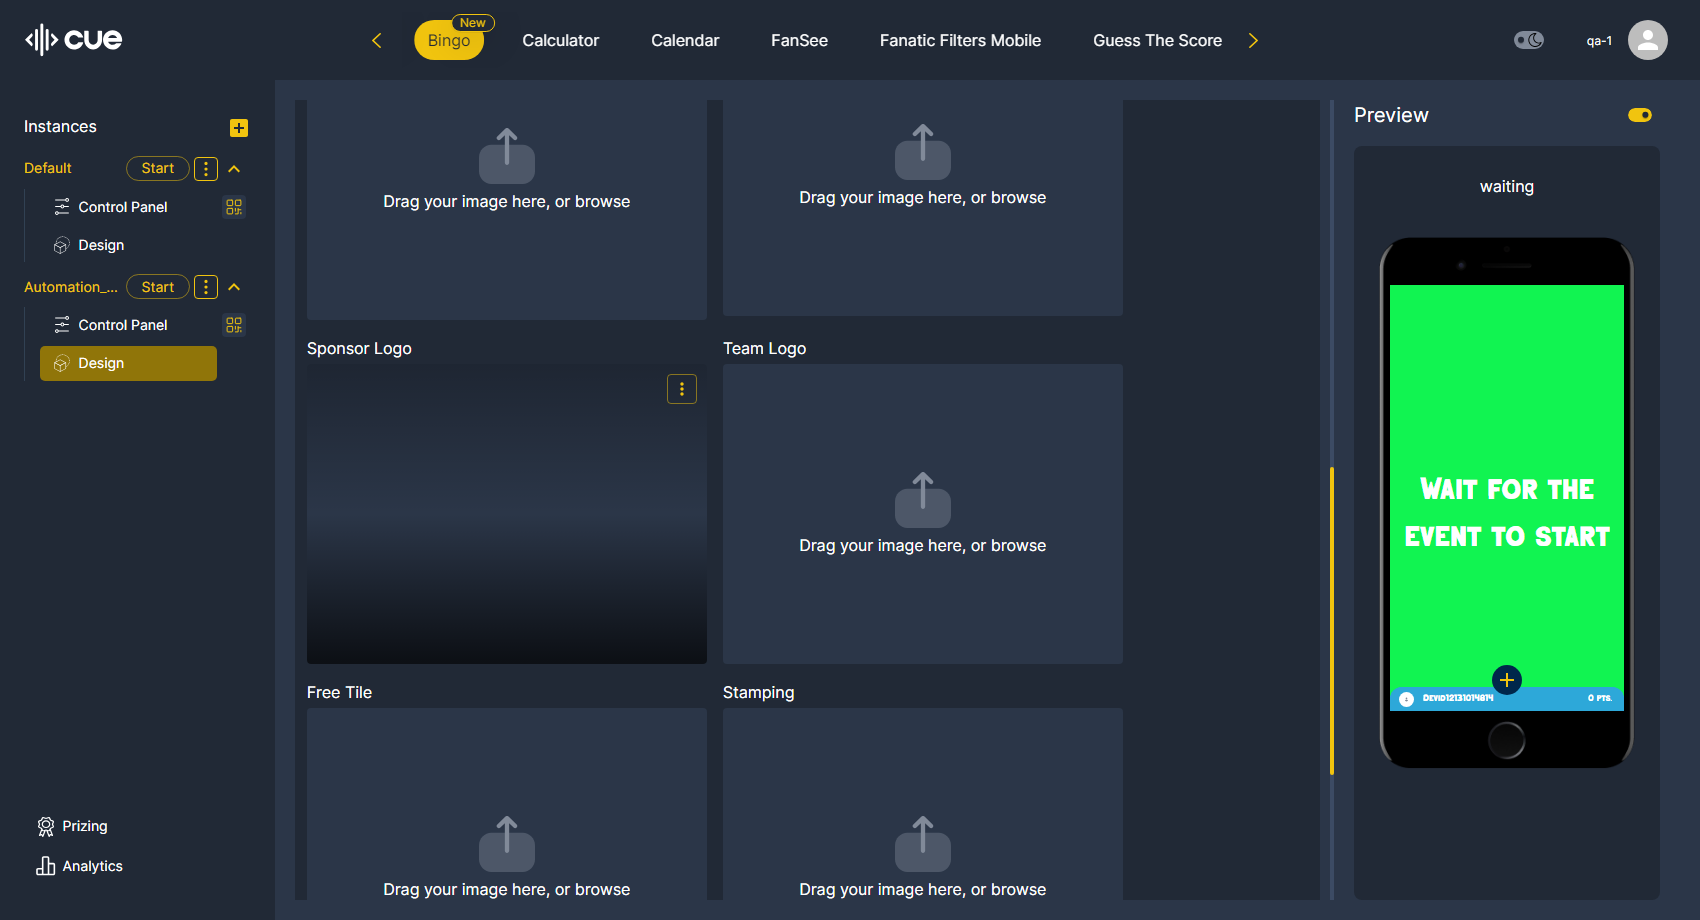 cue
Bingo
New
Calculator
Calendar
FanSee
Fanatic Filters Mobile
Guess The Score
qa-1
Instances
Default
Start
Control Panel
Design
Automation_...
Start
Control Panel
Design
Prizing
Analytics
Drag your image here, or browse
Drag your image here, or browse
Sponsor Logo
Team Logo
Drag your image here, or browse
Free Tile
Stamping
Drag your image here, or browse
Drag your image here, or browse
Preview
waiting
WAIT FOR THE
EVENT TO START
1 DEVID12131014814 0 PTS.